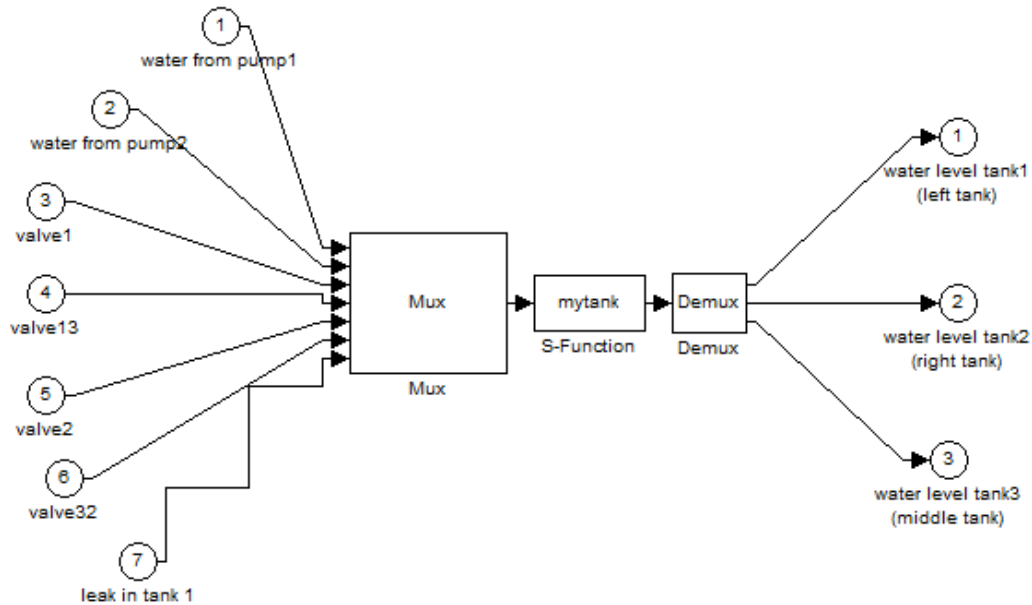 1
water from pump1
2
water from pump2
3
valve1
4
valve13
5
valve2
6
valve32
7
leak in tank 1
Mux
Mux
mytank
S-Function
Demux
Demux
1
water level tank1
(left tank)
2
water level tank2
(right tank)
3
water level tank3
(middle tank)